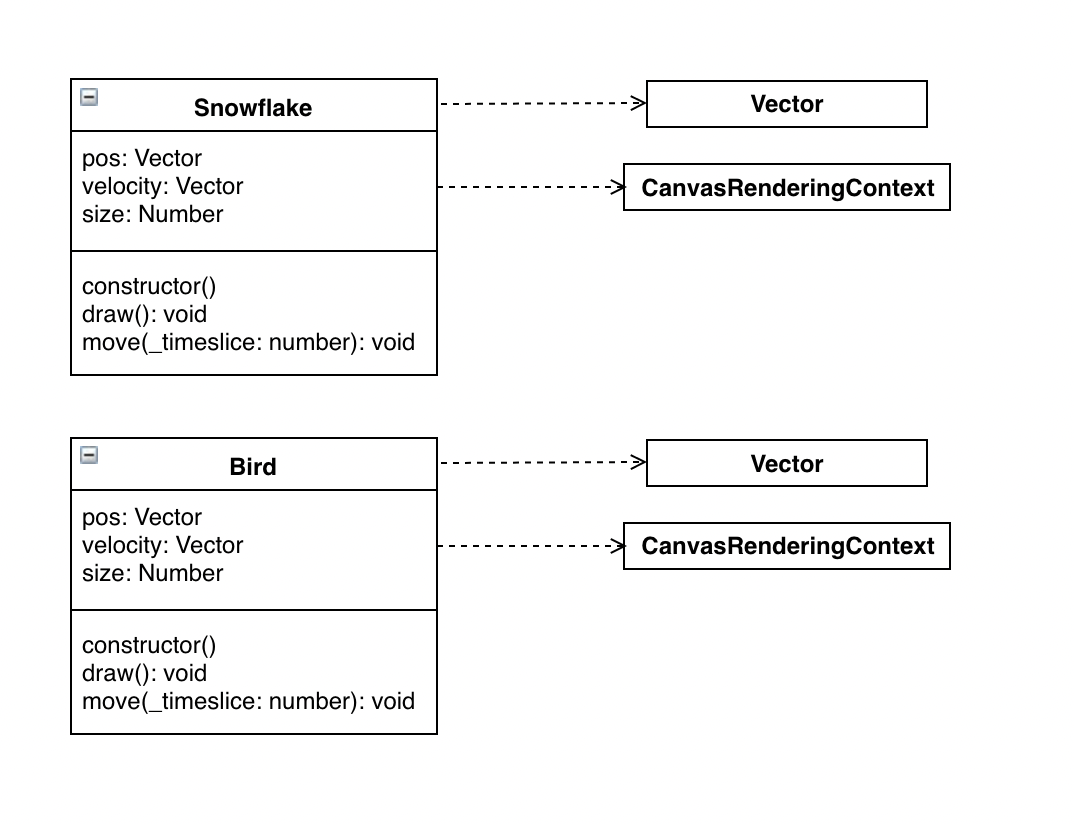 Snowflake
pos: Vector
velocity: Vector
size: Number
constructor()
draw(): void
move(_timeslice: number): void
Vector
CanvasRenderingContext
Bird
pos: Vector
velocity: Vector
size: Number
constructor()
draw(): void
move(_timeslice: number): void
Vector
CanvasRenderingContext